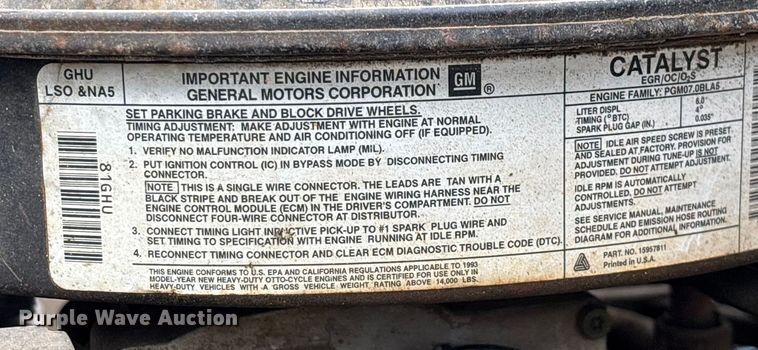 GHU
LSO &NA5
81GHU
IMPORTANT ENGINE INFORMATION
GENERAL MOTORS CORPORATION
GM ®
SET PARKING BRAKE AND BLOCK DRIVE WHEELS.
TIMING ADJUSTMENT: MAKE ADJUSTMENT WITH ENGINE AT NORMAL
OPERATING TEMPERATURE AND AIR CONDITIONING OFF (IF EQUIPPED).
1. VERIFY NO MALFUNCTION INDICATOR LAMP (MIL).
2. PUT IGNITION CONTROL (IC) IN BYPASS MODE BY DISCONNECTING TIMING
CONNECTOR.
NOTE THIS IS A SINGLE WIRE CONNECTOR. THE LEADS ARE TAN WITH A
BLACK STRIPE AND BREAK OUT OF THE ENGINE WIRING HARNESS NEAR THE
ENGINE CONTROL MODULE (ECM) IN THE DRIVER'S COMPARTMENT. DO NOT
DISCONNECT FOUR-WIRE CONNECTOR AT DISTRIBUTOR.
3. CONNECT TIMING LIGHT INDUCTIVE PICK-UP TO #1 SPARK PLUG WIRE AND
SET TIMING TO SPECIFICATION WITH ENGINE RUNNING AT IDLE RPM.
4. RECONNECT TIMING CONNECTOR AND CLEAR ECM DIAGNOSTIC TROUBLE CODE (DTC).
THIS ENGINE CONFORMS TO U.S. EPA AND CALIFORNIA REGULATIONS APPLICABLE TO 1993
MODEL-YEAR NEW HEAVY-DUTY OTTO-CYCLE ENGINES AND IS CERTIFIED FOR USE ONLY IN
HEAVY-DUTY VEHICLES WITH A GROSS VEHICLE WEIGHT RATING ABOVE 14,000 LBS.
CATALYST
EGR/OC/O2S
ENGINE FAMILY: PGM07.0BLA5
LITER DISPL 6.0
TIMING (°BTC) 4°
SPARK PLUG GAP (IN.) 0.035"
NOTE IDLE AIR SPEED SCREW IS PRESET
AND SEALED AT FACTORY. PROVISION FOR
ADJUSTMENT DURING TUNE-UP IS NOT
PROVIDED. DO NOT ATTEMPT ADJUSTMENT.
IDLE RPM IS AUTOMATICALLY
CONTROLLED. DO NOT ATTEMPT
ADJUSTMENTS.
SEE SERVICE MANUAL, MAINTENANCE
SCHEDULE AND EMISSION HOSE ROUTING
DIAGRAM FOR ADDITIONAL INFORMATION.
PART NO. 15957811
Printed in U.S.A.
Purple Wave Auction